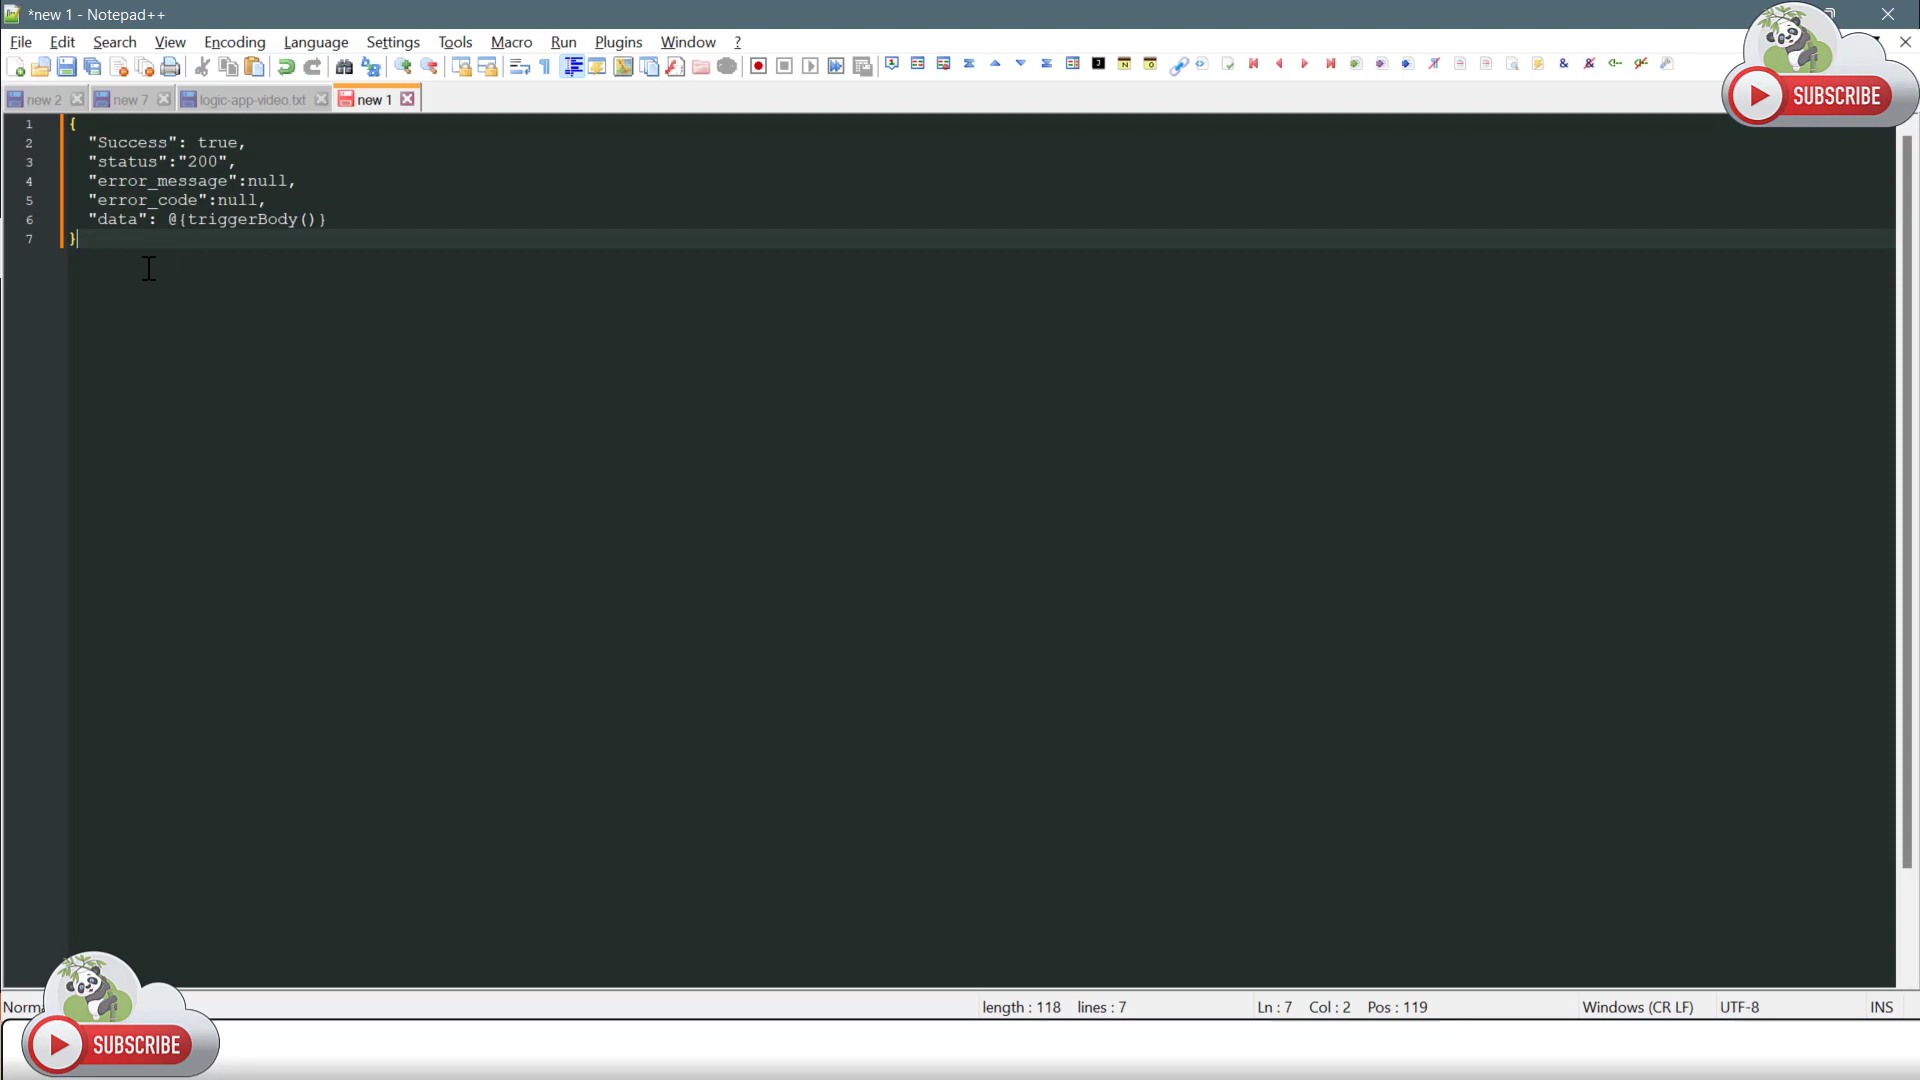 *new 1 - Notepad++
File Edit Search View Encoding Language Settings Tools Macro Run Plugins Window ?
new 2 new 7 logic-app-video.txt new 1
SUBSCRIBE
1 {
2 "Success": true,
3 "status":"200",
4 "error_message":null,
5 "error_code":null,
6 "data": @{triggerBody()}
7 }
length : 118 lines : 7 Ln : 7 Col : 2 Pos : 119 Windows (CR LF) UTF-8 INS
SUBSCRIBE